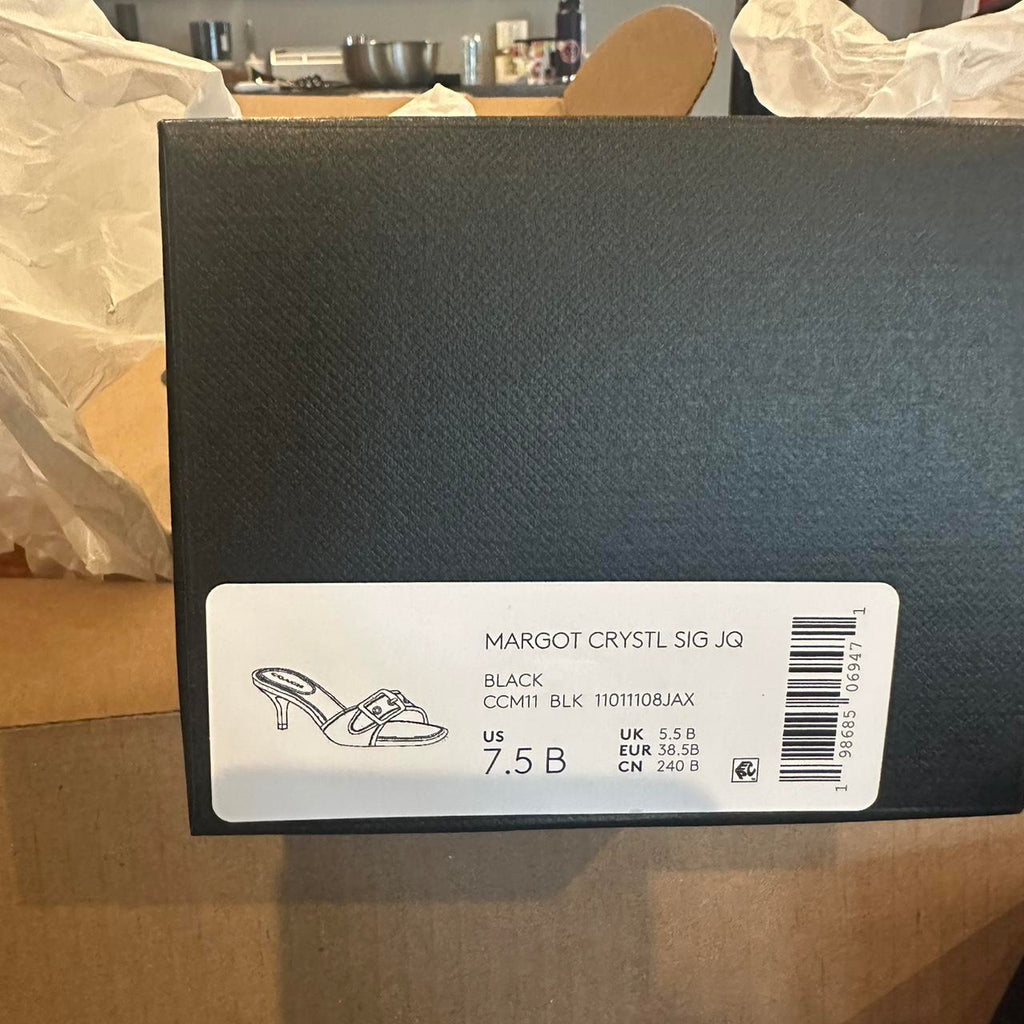 COACH
MARGOT CRYSTL SIG JQ
BLACK
CCM11 BLK 11011108JAX
US
7.5 B
UK 5.5 B
EUR 38.5B
CN 240 B
1 98685 06947 1